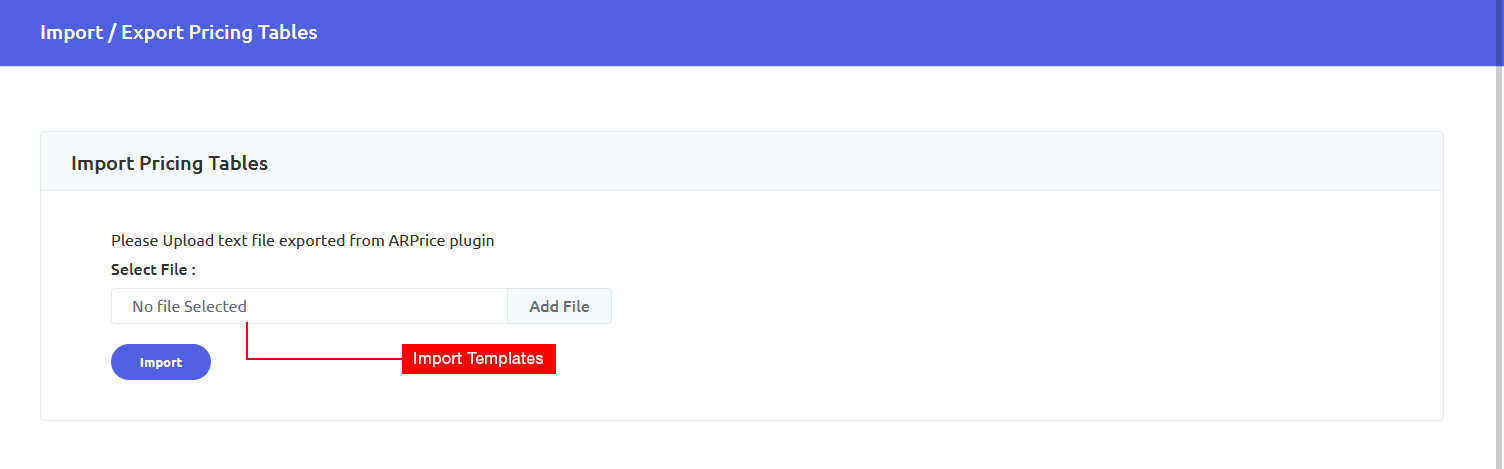 Import / Export Pricing Tables
Import Pricing Tables
Please Upload text file exported from ARPrice plugin
Select File :
No file Selected
Add File
Import Templates
Import